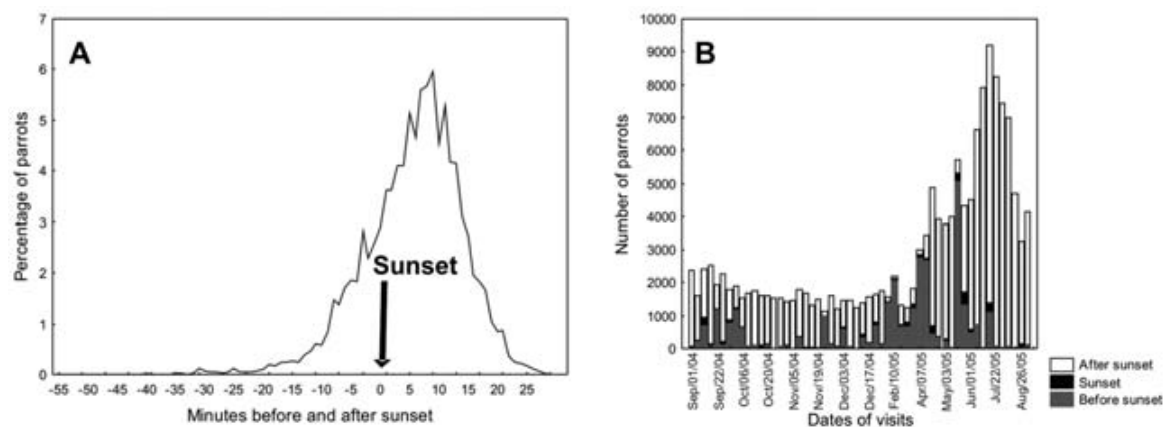 A
Percentage of parrots
7
6
5
4
3
2
1
0
Sunset
-55 -45 -45 -35 -30 -25 -20 -15 -10 -5 0 5 10 15 20 25
Minutes before and after sunset
B
Number of parrots
10000
9000
8000
7000
6000
5000
4000
3000
2000
1000
0
Sep/01/04
Sep/22/04
Oct/06/04
Oct/20/04
Nov/05/04
Nov/19/04
Dec/03/04
Dec/17/04
Feb/10/05
Apr/07/05
May/03/05
Jun/01/05
Jul/22/05
Aug/26/05
Dates of visits
After sunset
Sunset
Before sunset